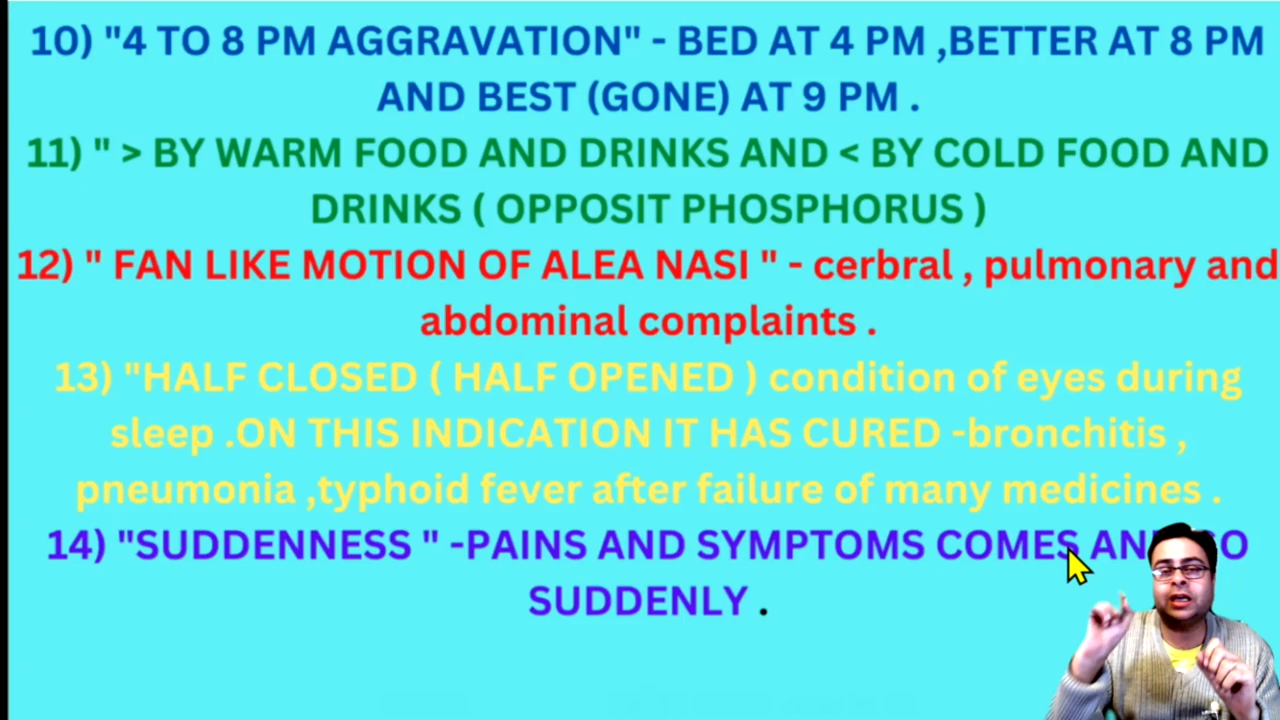 10) "4 TO 8 PM AGGRAVATION" - BED AT 4 PM ,BETTER AT 8 PM
AND BEST (GONE) AT 9 PM .
11) " > BY WARM FOOD AND DRINKS AND < BY COLD FOOD AND
DRINKS ( OPPOSIT PHOSPHORUS )
12) " FAN LIKE MOTION OF ALEA NASI " - cerbral , pulmonary and
abdominal complaints .
13) "HALF CLOSED ( HALF OPENED ) condition of eyes during
sleep .ON THIS INDICATION IT HAS CURED -bronchitis ,
pneumonia ,typhoid fever after failure of many medicines .
14) "SUDDENNESS " -PAINS AND SYMPTOMS COMES
SUDDENLY .